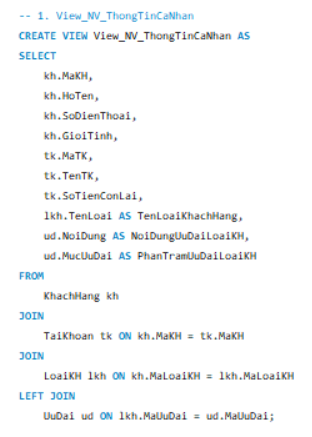 -- 1. View_NV_ThongTinCaNhan
CREATE VIEW View_NV_ThongTinCaNhan AS
SELECT
kh.MaKH,
kh.HoTen,
kh.SoDienThoai,
kh.GioiTinh,
tk.MaTK,
tk.TenTK,
tk.SoTienConLai,
lkh.TenLoai AS TenLoaiKhachHang,
ud.NoiDung AS NoiDungUuDaiLoaiKH,
ud.MucUuDai AS PhanTramUuDaiLoaiKH
FROM
KhachHang kh
JOIN
TaiKhoan tk ON kh.MaKH = tk.MaKH
JOIN
LoaiKH lkh ON kh.MaLoaiKH = lkh.MaLoaiKH
LEFT JOIN
UuDai ud ON lkh.MaUuDai = ud.MaUuDai;